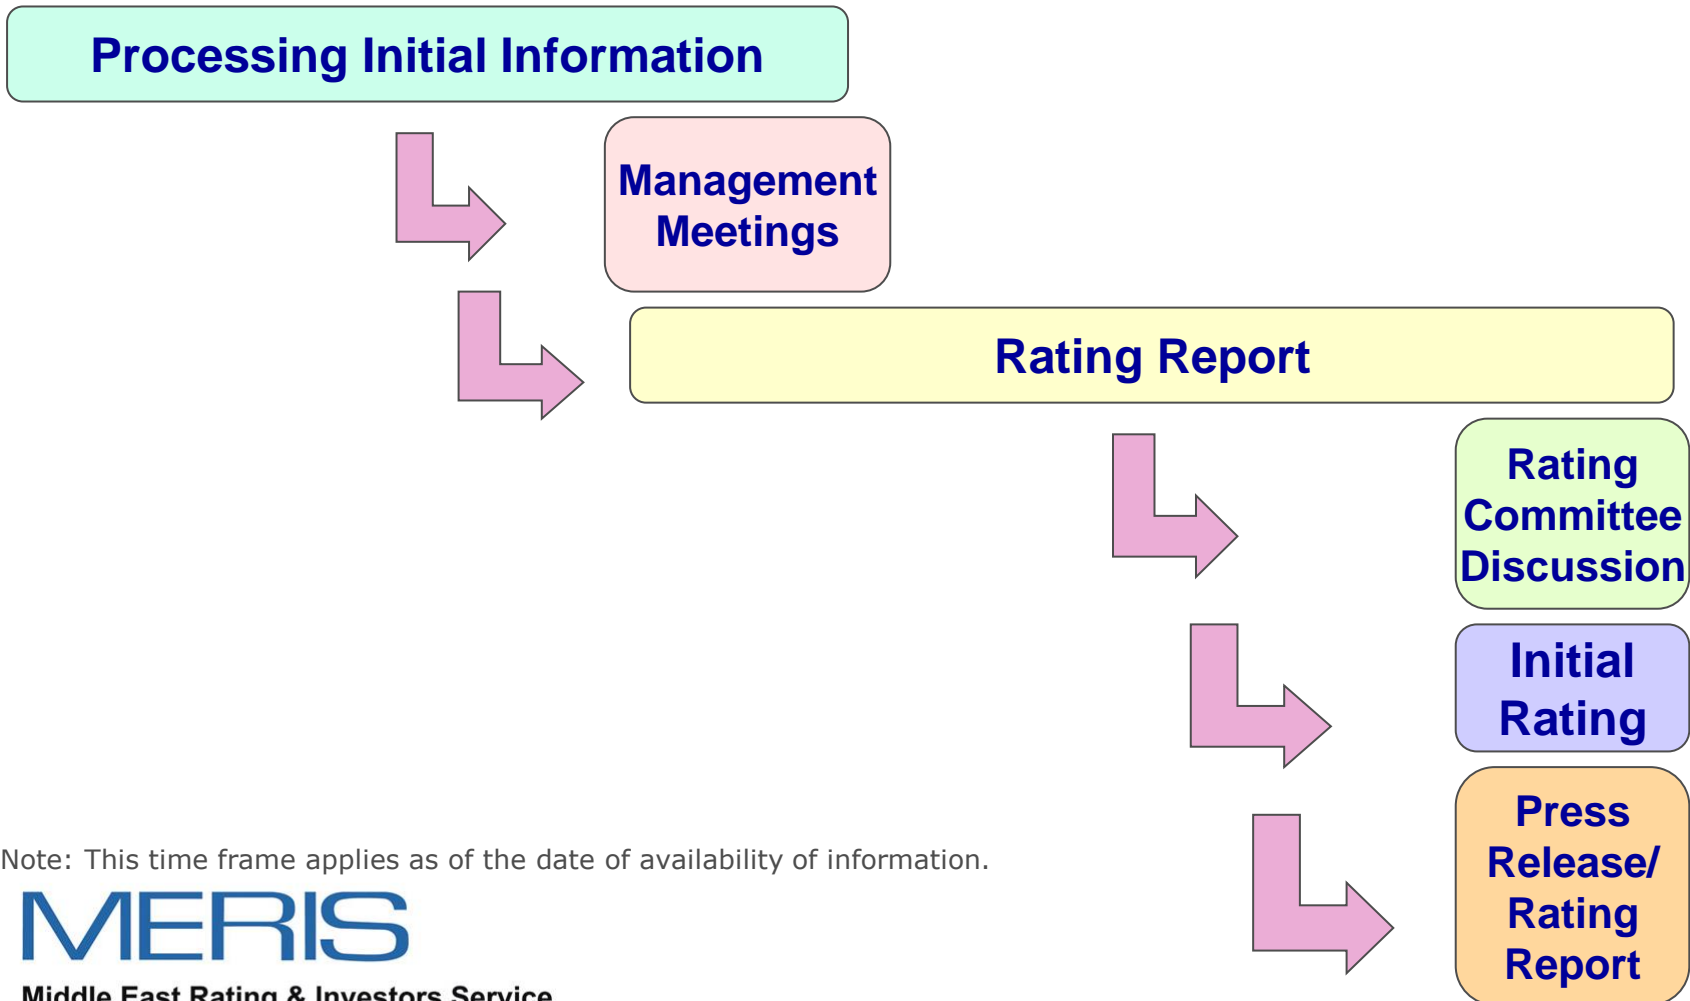 Processing Initial Information
Management
Meetings
Rating Report
Rating
Committee
Discussion
Initial
Rating
Press
Release/
Rating
Report
Note: This time frame applies as of the date of availability of information.
MERIS
Middle East Rating & Investors Service